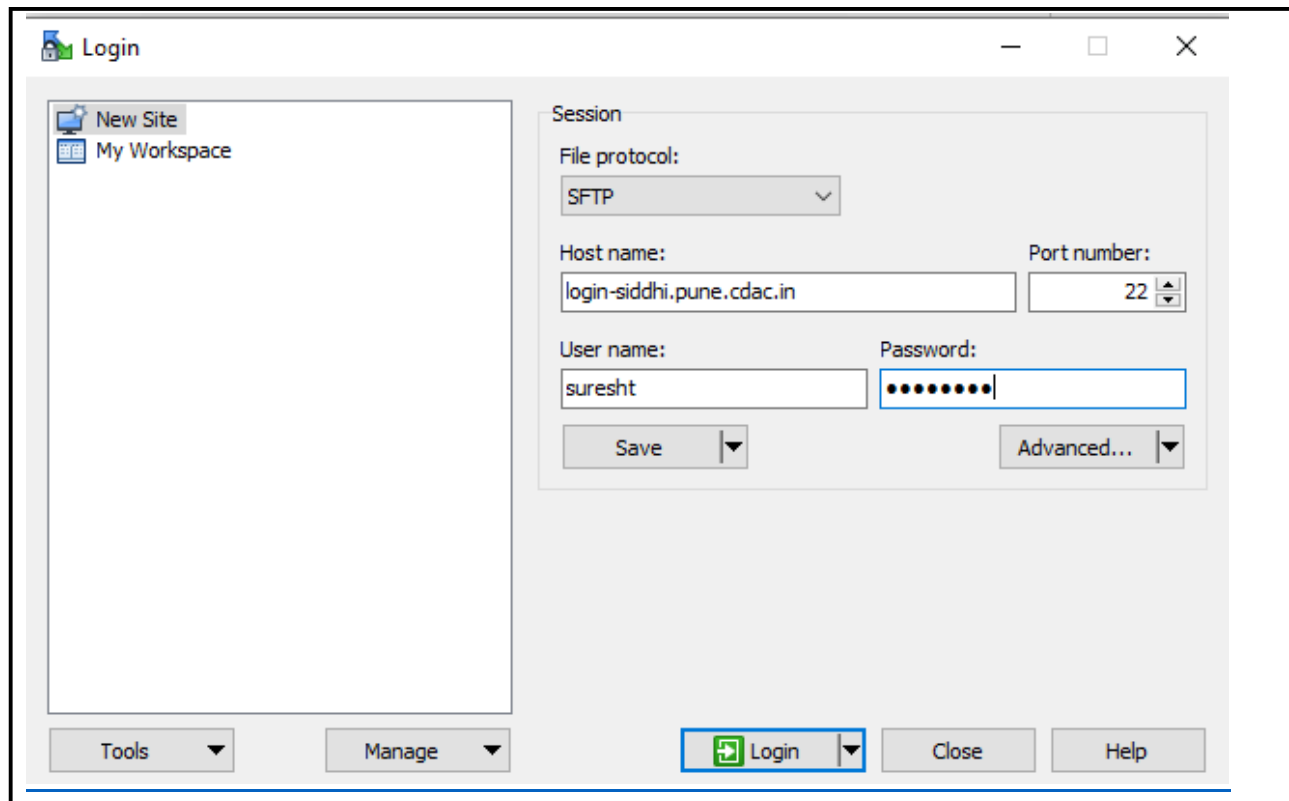 Login
New Site
My Workspace
Session
File protocol:
SFTP
Host name: Port number:
login-siddhi.pune.cdac.in 22
User name: Password:
suresht ●●●●●●●●
Save Advanced...
Tools Manage Login Close Help